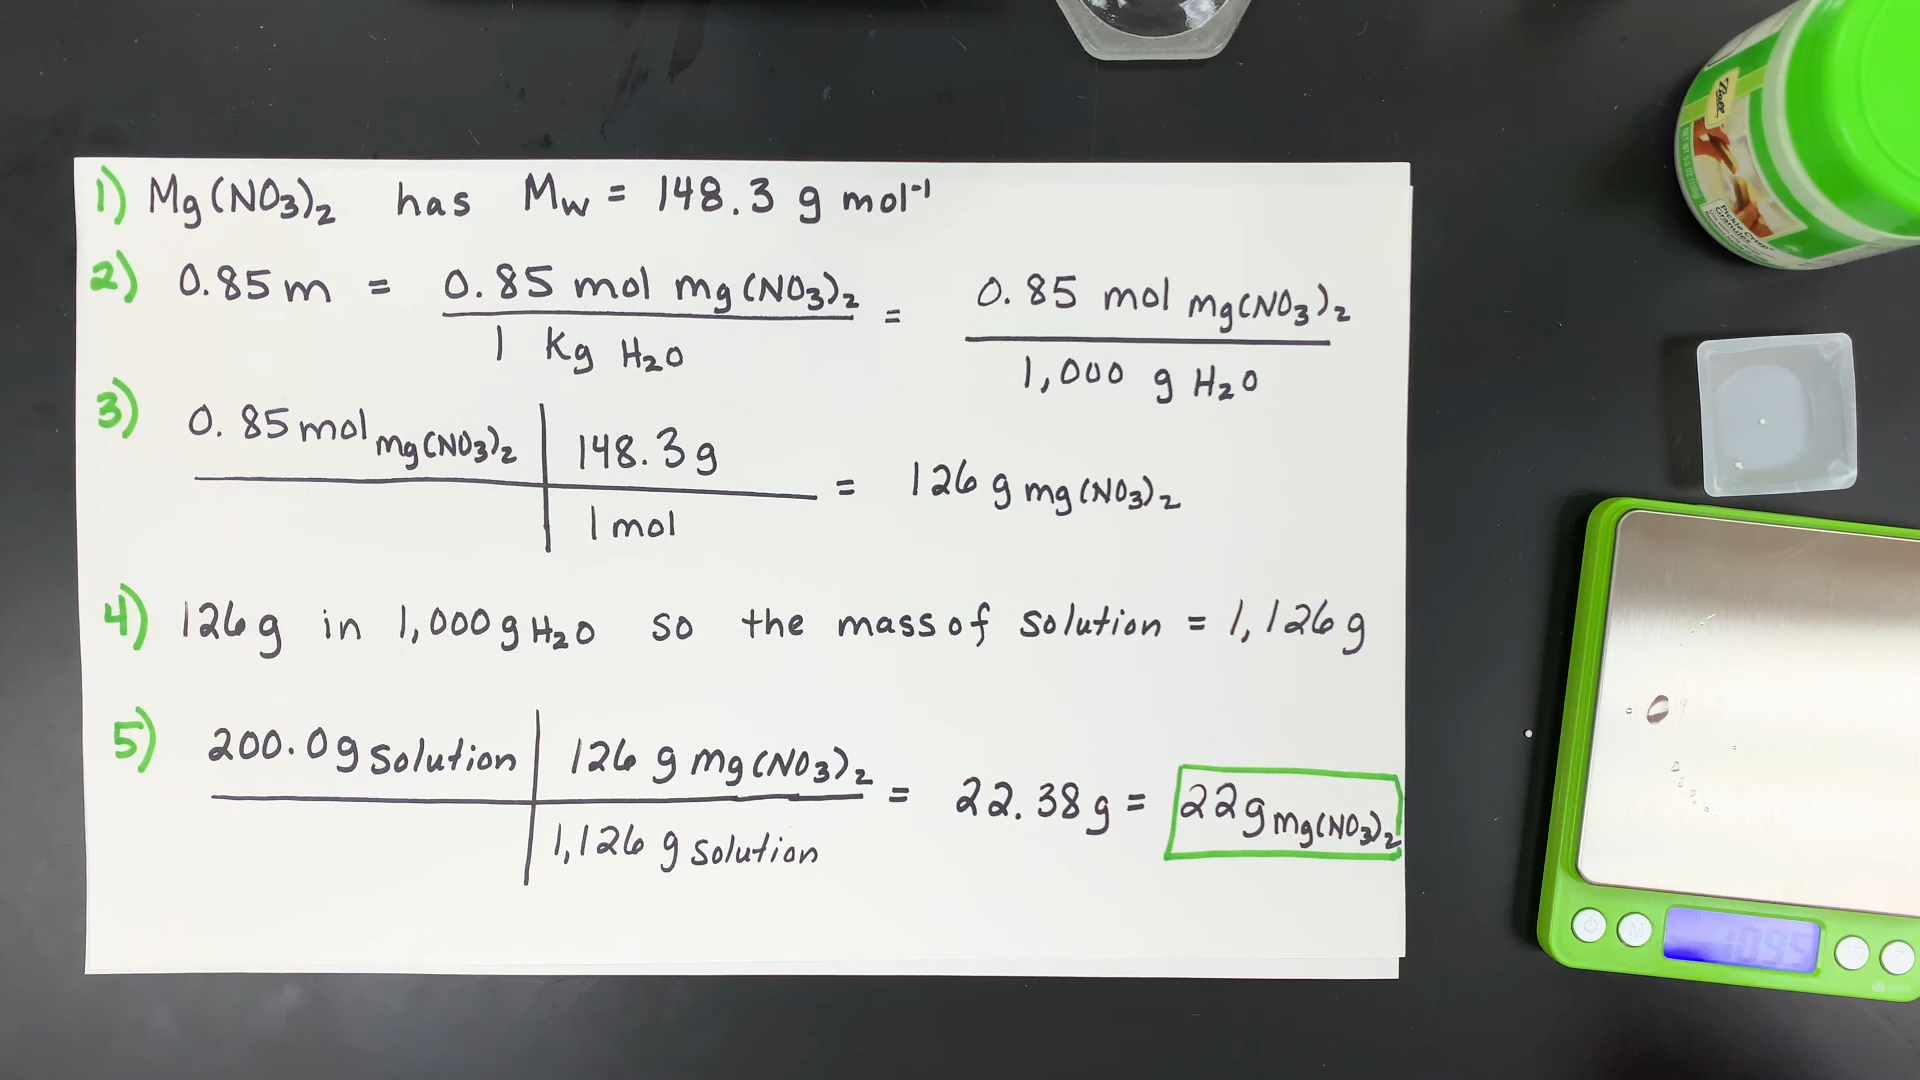 1) Mg(NO3)2 has Mw = 148.3 g mol-1
2) 0.85 m = 0.85 mol mg(NO3)2 / 1 Kg H2O = 0.85 mol mg(NO3)2 / 1,000 g H2O
3) 0.85 mol mg(NO3)2 | 148.3 g
1 mol
= 126 g mg(NO3)2
4) 126 g in 1,000 g H2O so the mass of solution = 1,126 g
5) 200.0 g solution | 126 g mg(NO3)2
1,126 g solution
= 22.38 g = 22 g mg(NO3)2
Ball
Pickle Crisp
Granules